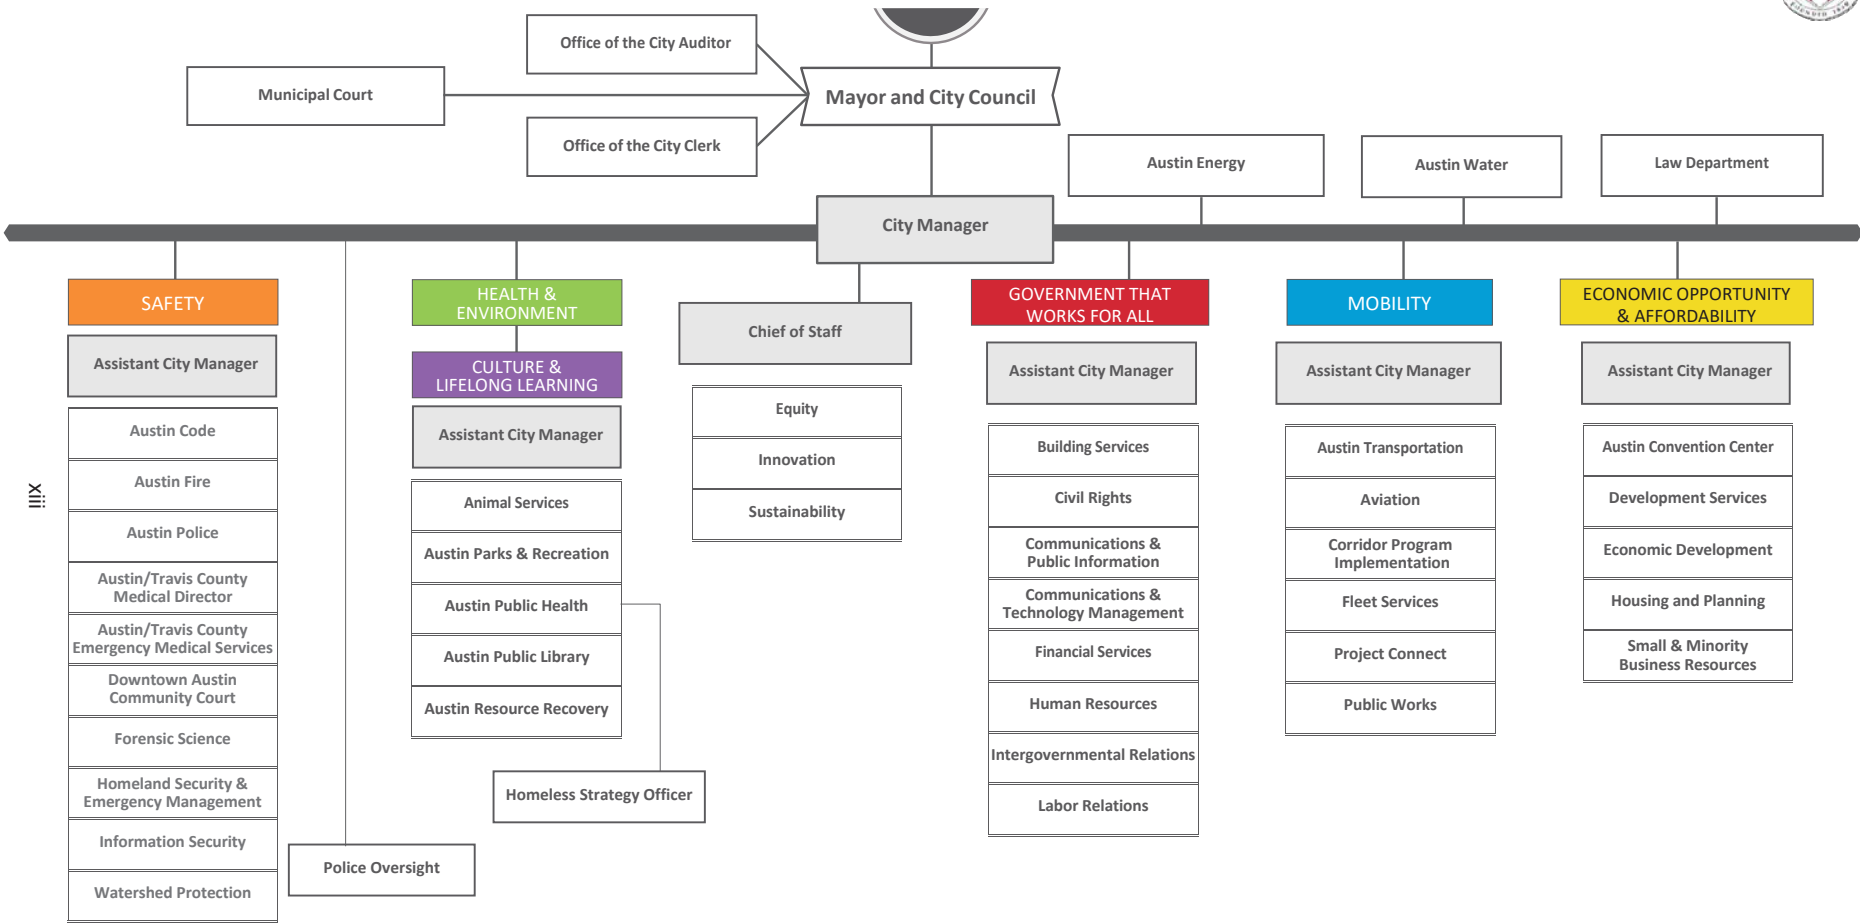 FOUNDED 1839
Office of the City Auditor
Municipal Court
Mayor and City Council
Office of the City Clerk
Austin Energy
Austin Water
Law Department
City Manager
SAFETY
Assistant City Manager
Austin Code
Austin Fire
Austin Police
Austin/Travis County
Medical Director
Austin/Travis County
Emergency Medical Services
Downtown Austin
Community Court
Forensic Science
Homeland Security &
Emergency Management
Information Security
Watershed Protection
Police Oversight
HEALTH &
ENVIRONMENT
CULTURE &
LIFELONG LEARNING
Assistant City Manager
Animal Services
Austin Parks & Recreation
Austin Public Health
Austin Public Library
Austin Resource Recovery
Homeless Strategy Officer
Chief of Staff
Equity
Innovation
Sustainability
GOVERNMENT THAT
WORKS FOR ALL
Assistant City Manager
Building Services
Civil Rights
Communications &
Public Information
Communications &
Technology Management
Financial Services
Human Resources
Intergovernmental Relations
Labor Relations
MOBILITY
Assistant City Manager
Austin Transportation
Aviation
Corridor Program
Implementation
Fleet Services
Project Connect
Public Works
ECONOMIC OPPORTUNITY
& AFFORDABILITY
Assistant City Manager
Austin Convention Center
Development Services
Economic Development
Housing and Planning
Small & Minority
Business Resources
xiii